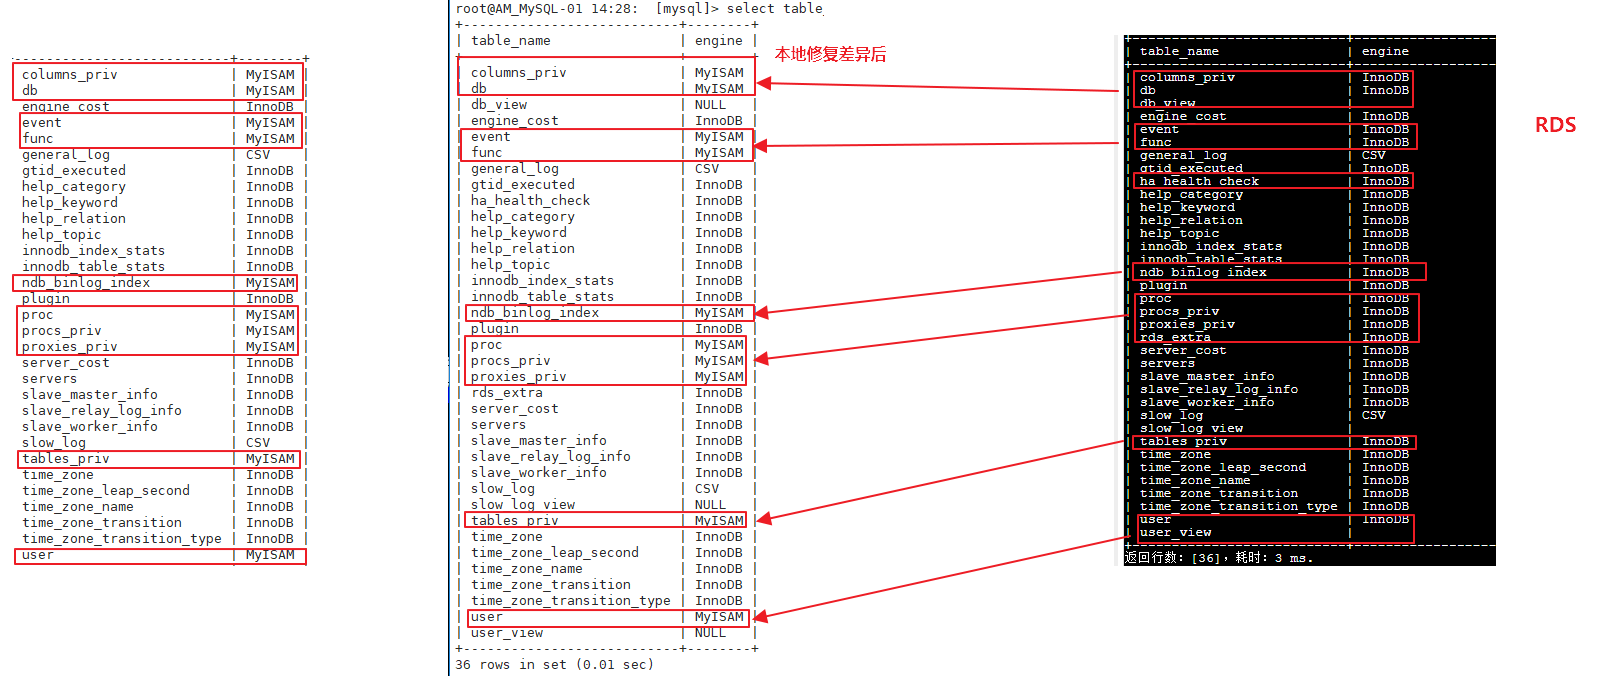 columns_priv | MyISAM |
db | MyISAM |
engine_cost | InnoDB |
event | MyISAM |
func | MyISAM |
general_log | CSV |
gtid_executed | InnoDB |
help_category | InnoDB |
help_keyword | InnoDB |
help_relation | InnoDB |
help_topic | InnoDB |
innodb_index_stats | InnoDB |
innodb_table_stats | InnoDB |
ndb_binlog_index | MyISAM |
plugin | InnoDB |
proc | MyISAM |
procs_priv | MyISAM |
proxies_priv | MyISAM |
server_cost | InnoDB |
servers | InnoDB |
slave_master_info | InnoDB |
slave_relay_log_info | InnoDB |
slave_worker_info | InnoDB |
slow_log | CSV |
tables_priv | MyISAM |
time_zone | InnoDB |
time_zone_leap_second | InnoDB |
time_zone_name | InnoDB |
time_zone_transition | InnoDB |
time_zone_transition_type | InnoDB |
user | MyISAM |
root@AM_MySQL-01 14:28: [mysql]> select table
| table_name | engine |
本地修复差异后
| columns_priv | MyISAM |
| db | MyISAM |
| db_view | NULL |
| engine_cost | InnoDB |
| event | MyISAM |
| func | MyISAM |
| general_log | CSV |
| gtid_executed | InnoDB |
| ha_health_check | InnoDB |
| help_category | InnoDB |
| help_keyword | InnoDB |
| help_relation | InnoDB |
| help_topic | InnoDB |
| innodb_index_stats | InnoDB |
| innodb_table_stats | InnoDB |
| ndb_binlog_index | MyISAM |
| plugin | InnoDB |
| proc | MyISAM |
| procs_priv | MyISAM |
| proxies_priv | MyISAM |
| rds_extra | InnoDB |
| server_cost | InnoDB |
| servers | InnoDB |
| slave_master_info | InnoDB |
| slave_relay_log_info | InnoDB |
| slave_worker_info | InnoDB |
| slow_log | CSV |
| slow_log_view | NULL |
| tables_priv | MyISAM |
| time_zone | InnoDB |
| time_zone_leap_second | InnoDB |
| time_zone_name | InnoDB |
| time_zone_transition | InnoDB |
| time_zone_transition_type | InnoDB |
| user | MyISAM |
| user_view | NULL |
36 rows in set (0.01 sec)
| table_name | engine
| columns_priv | InnoDB
| db | InnoDB
| db_view |
| engine_cost | InnoDB
| event | InnoDB
| func | InnoDB
| general_log | CSV
| gtid_executed | InnoDB
| ha_health_check | InnoDB
| help_category | InnoDB
| help_keyword | InnoDB
| help_relation | InnoDB
| help_topic | InnoDB
| innodb_index_stats | InnoDB
| innodb_table_stats | InnoDB
| ndb_binlog_index | InnoDB
| plugin | InnoDB
| proc | InnoDB
| procs_priv | InnoDB
| proxies_priv | InnoDB
| rds_extra | InnoDB
| server_cost | InnoDB
| servers | InnoDB
| slave_master_info | InnoDB
| slave_relay_log_info | InnoDB
| slave_worker_info | InnoDB
| slow_log | CSV
| slow_log_view |
| tables_priv | InnoDB
| time_zone | InnoDB
| time_zone_leap_second | InnoDB
| time_zone_name | InnoDB
| time_zone_transition | InnoDB
| time_zone_transition_type | InnoDB
| user | InnoDB
| user_view |
返回行数：[36]，耗时：3 ms.
RDS